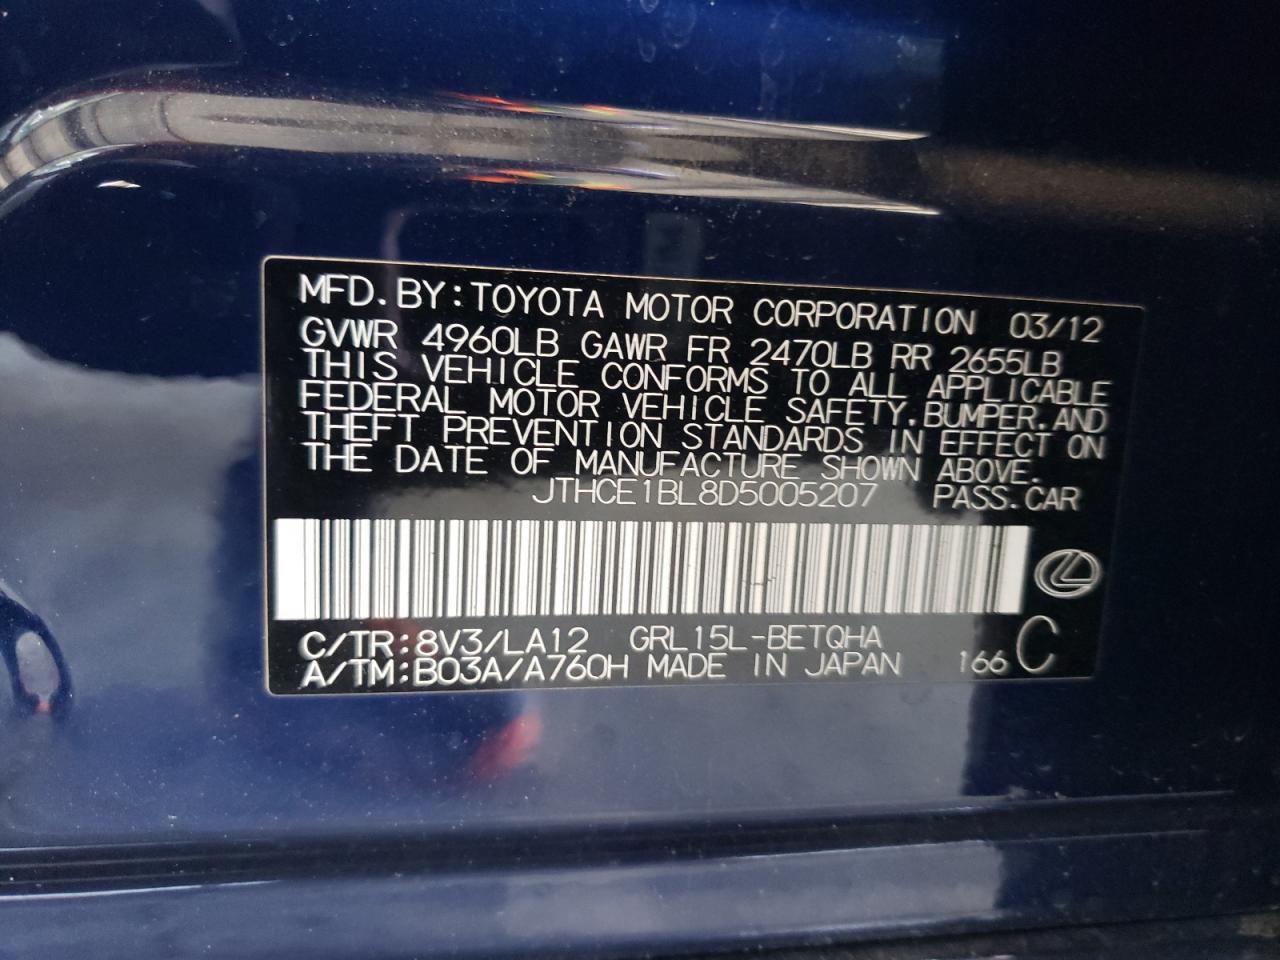 MFD. BY: TOYOTA MOTOR CORPORATION 03/12
GVWR 4960LB GAWR FR 2470LB RR 2655LB
THIS VEHICLE CONFORMS TO ALL APPLICABLE
FEDERAL MOTOR VEHICLE SAFETY, BUMPER, AND
THEFT PREVENTION STANDARDS IN EFFECT ON
THE DATE OF MANUFACTURE SHOWN ABOVE.
JTHCE1BL8D5005207 PASS. CAR
C/TR: 8V3/LA12 GRL15L-BETQHA
A/TM: B03A/A760H MADE IN JAPAN 166 C